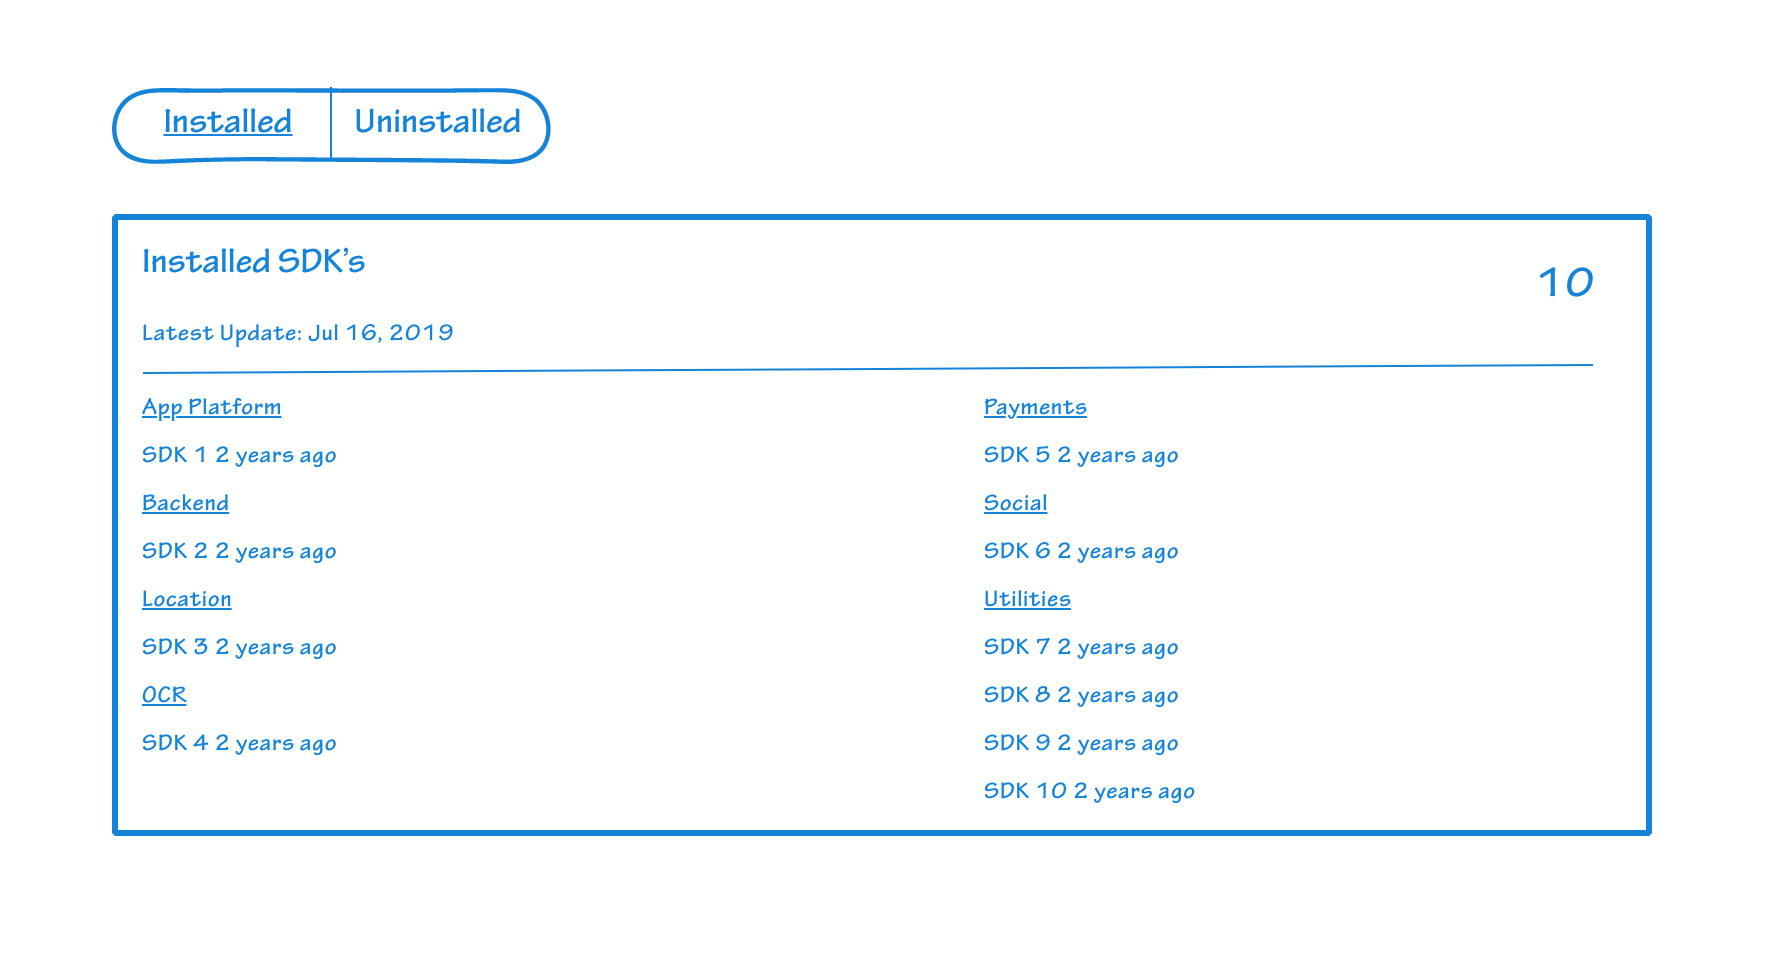 Installed
Uninstalled
Installed SDK's
10
Latest Update: Jul 16, 2019
App Platform
SDK 1 2 years ago
Backend
SDK 2 2 years ago
Location
SDK 3 2 years ago
OCR
SDK 4 2 years ago
Payments
SDK 5 2 years ago
Social
SDK 6 2 years ago
Utilities
SDK 7 2 years ago
SDK 8 2 years ago
SDK 9 2 years ago
SDK 10 2 years ago